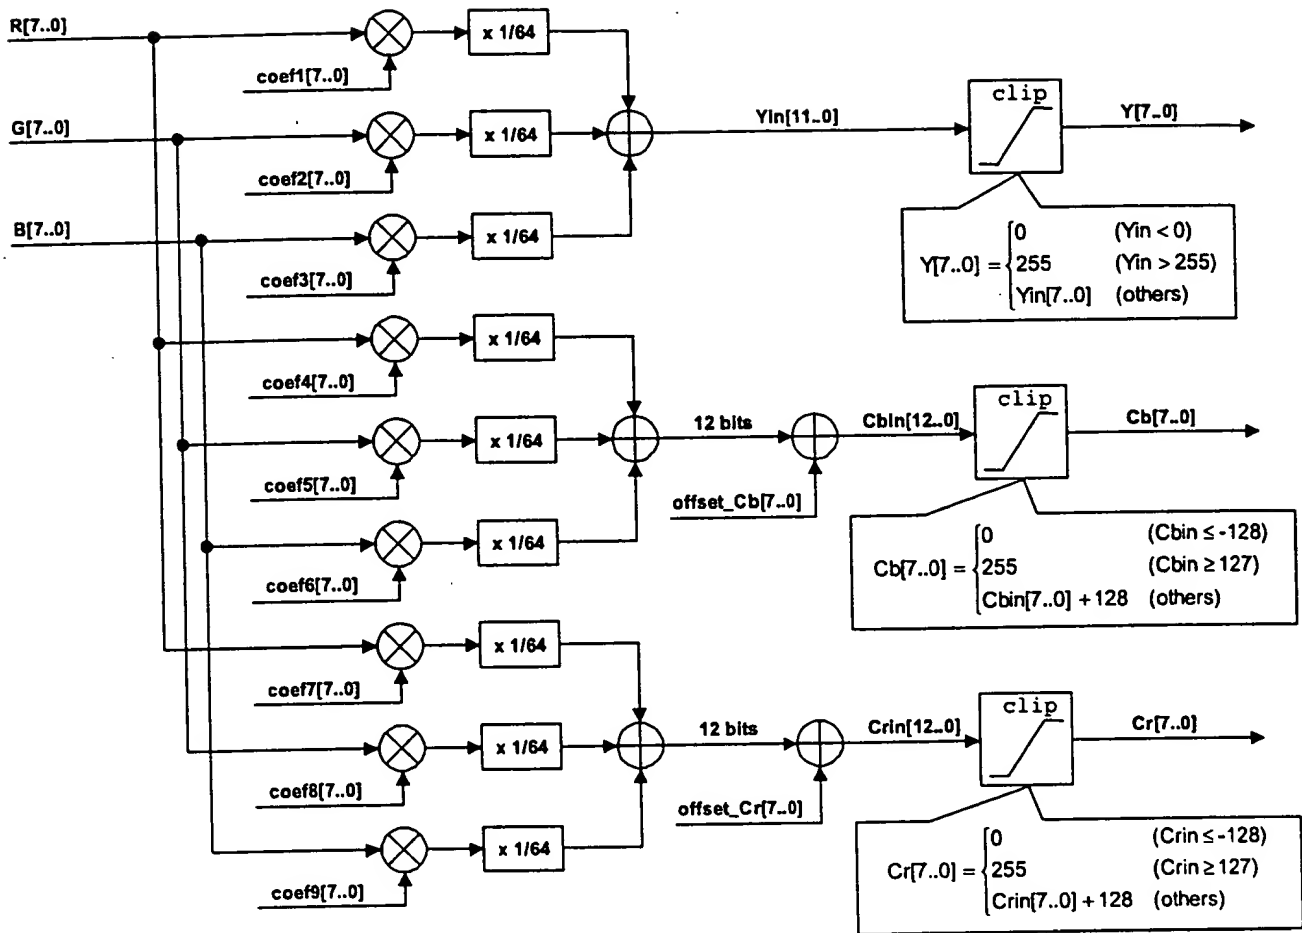 R[7..0]
x 1/64
coef1[7..0]
clip
G[7..0]
x 1/64
Yin[11..0]
Y[7..0]
coef2[7..0]
B[7..0]
x 1/64
coef3[7..0]
Y[7..0] = 0 (Yin < 0)
255 (Yin > 255)
Yin[7..0] (others)
x 1/64
coef4[7..0]
clip
x 1/64
12 bits
Cbin[12..0]
Cb[7..0]
coef5[7..0]
offset_Cb[7..0]
x 1/64
coef6[7..0]
Cb[7..0] = 0 (Cbin ≤ -128)
255 (Cbin ≥ 127)
Cbin[7..0] + 128 (others)
x 1/64
coef7[7..0]
clip
x 1/64
12 bits
Crin[12..0]
Cr[7..0]
coef8[7..0]
offset_Cr[7..0]
x 1/64
coef9[7..0]
Cr[7..0] = 0 (Crin ≤ -128)
255 (Crin ≥ 127)
Crin[7..0] + 128 (others)